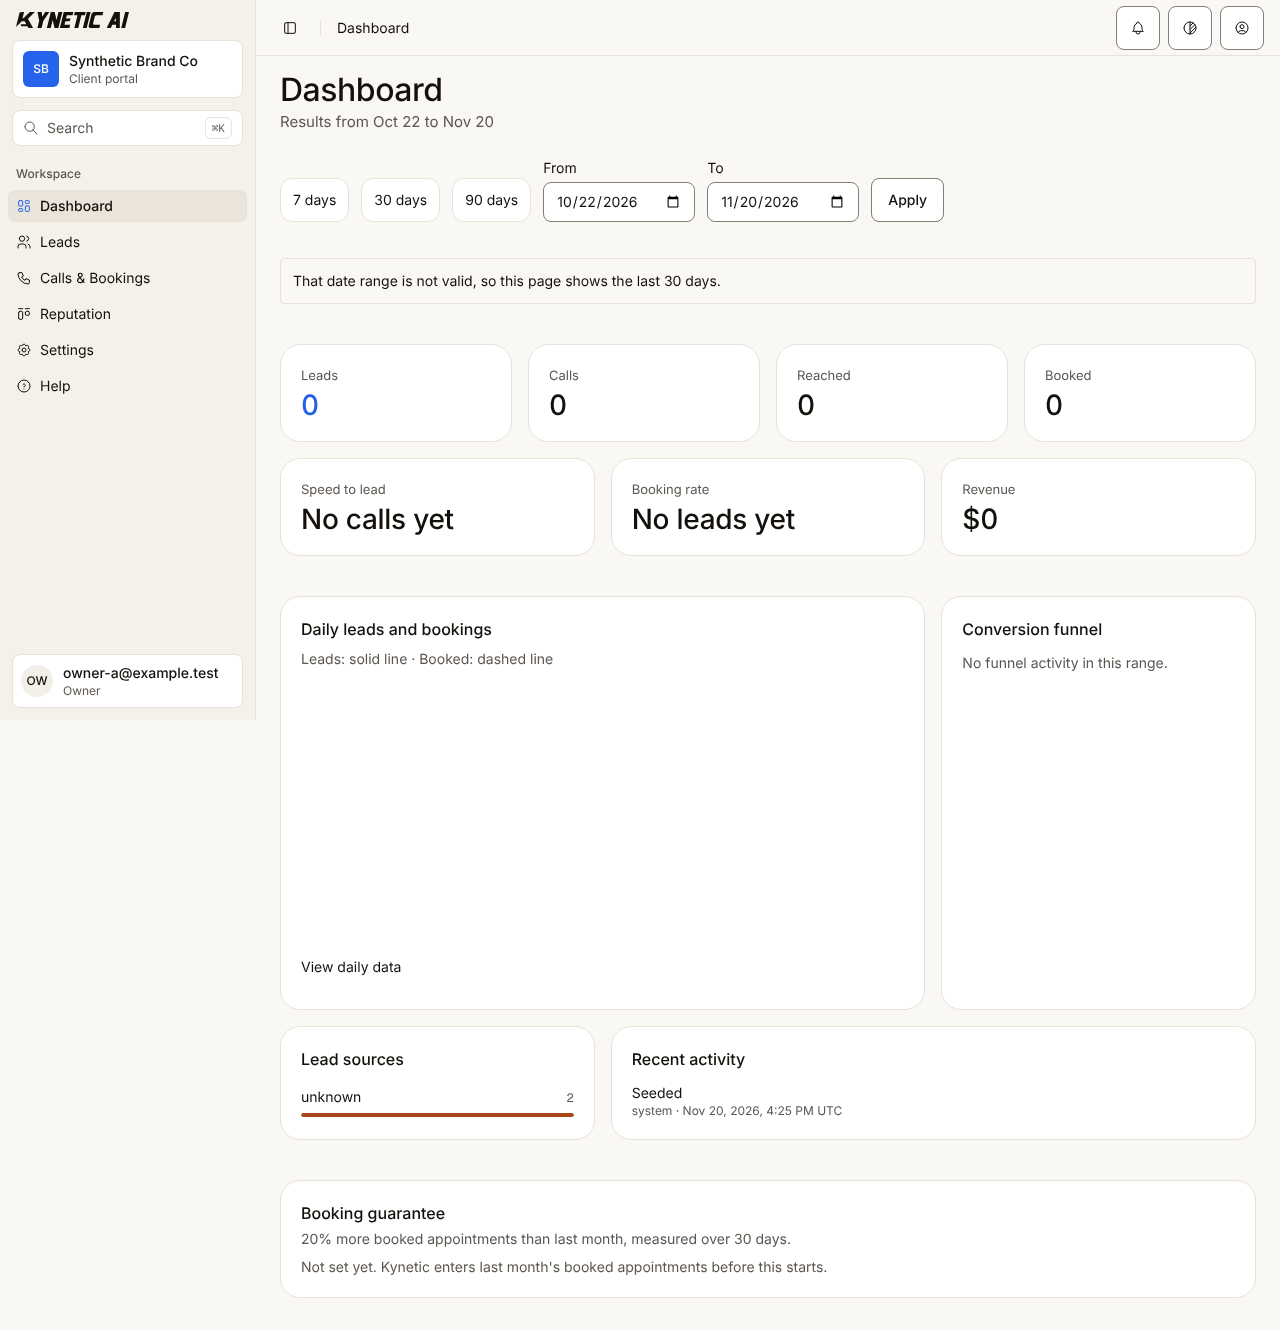 KYNETIC AI
SB
Synthetic Brand Co
Client portal
Search
⌘K
Workspace
Dashboard
Leads
Calls & Bookings
Reputation
Settings
Help
OW
owner-a@example.test
Owner
Dashboard
Dashboard
Results from Oct 22 to Nov 20
From
To
7 days
30 days
90 days
10/22/2026
11/20/2026
Apply
That date range is not valid, so this page shows the last 30 days.
Leads
0
Calls
0
Reached
0
Booked
0
Speed to lead
No calls yet
Booking rate
No leads yet
Revenue
$0
Daily leads and bookings
Leads: solid line · Booked: dashed line
View daily data
Conversion funnel
No funnel activity in this range.
Lead sources
unknown
2
Recent activity
Seeded
system · Nov 20, 2026, 4:25 PM UTC
Booking guarantee
20% more booked appointments than last month, measured over 30 days.
Not set yet. Kynetic enters last month's booked appointments before this starts.